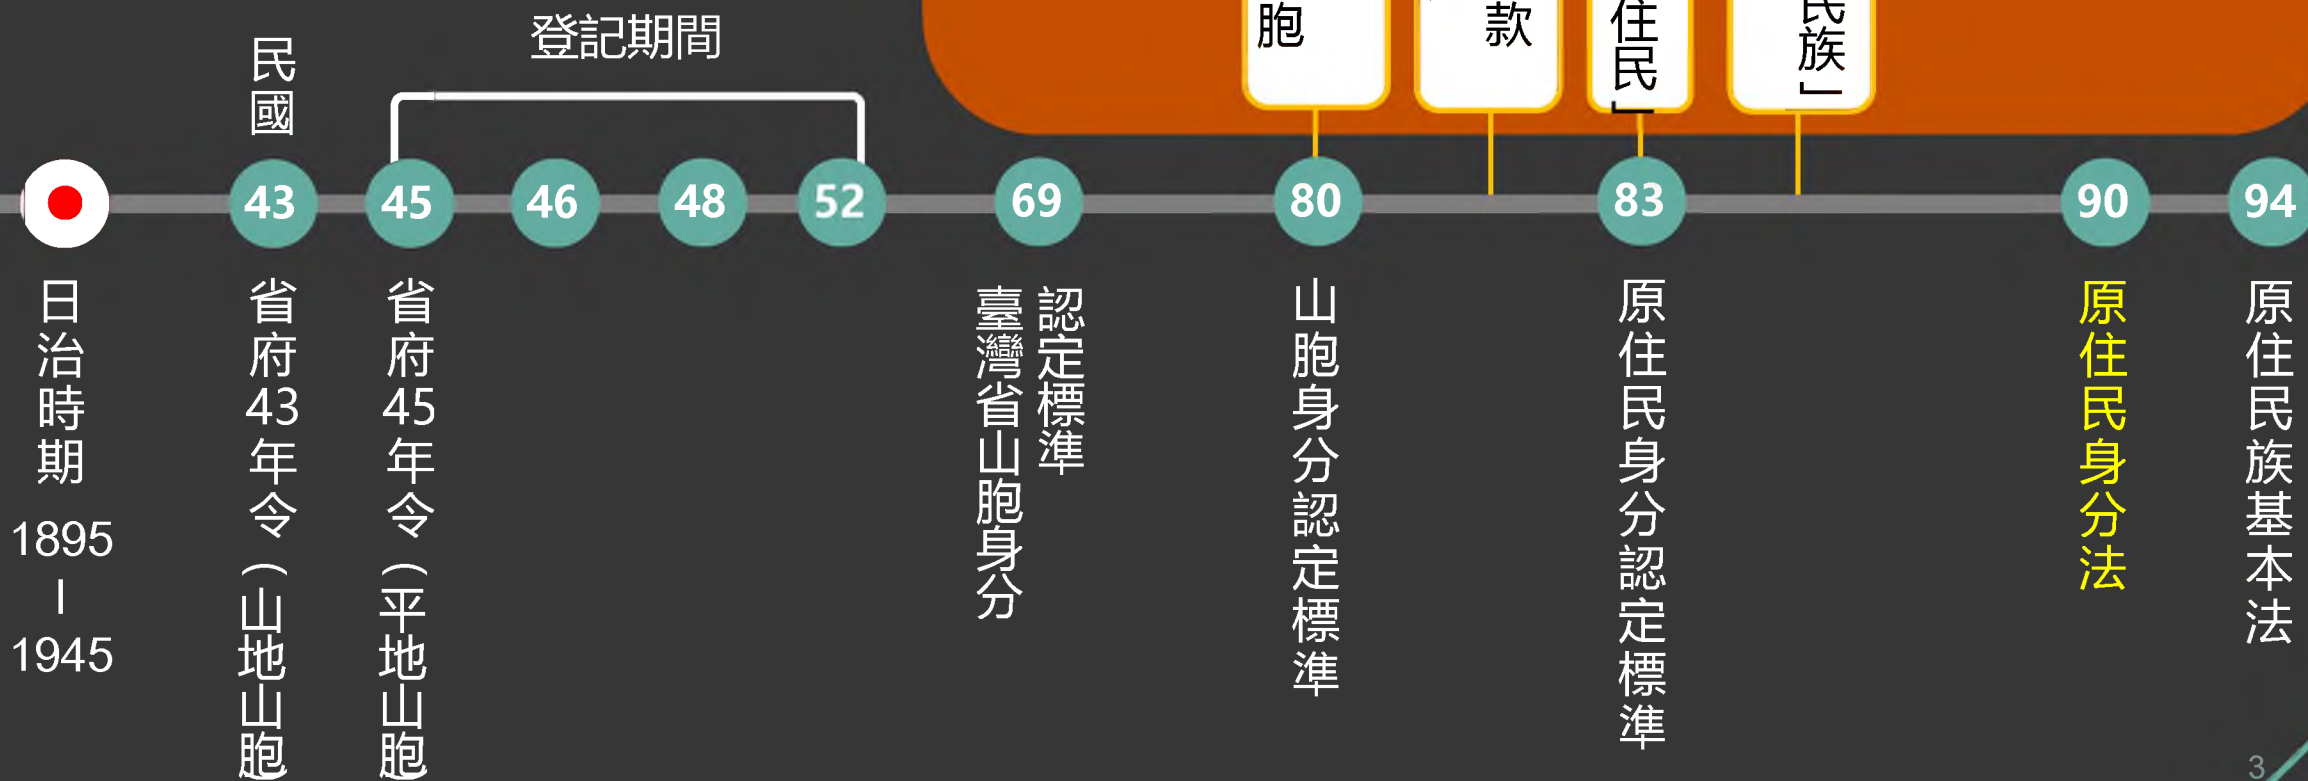 登記期間
胞
款
住民」
民族」
民國
43
45
46
48
52
69
80
83
90
94
日治時期
1895
|
1945
省府43年令(山地山胞
省府45年令(平地山胞
臺灣省山胞身分
認定標準
山胞身分認定標準
原住民身分認定標準
原住民身分法
原住民族基本法
3